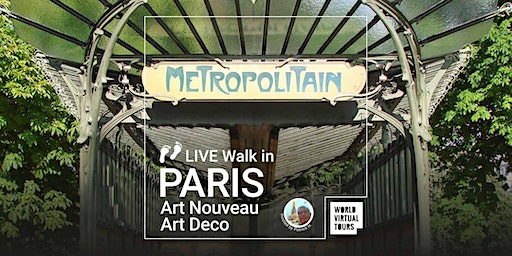 METROPOLITAIN
LIVE Walk in
PARIS
Art Nouveau
Art Deco
WORLD
VIRTUAL
TOURS